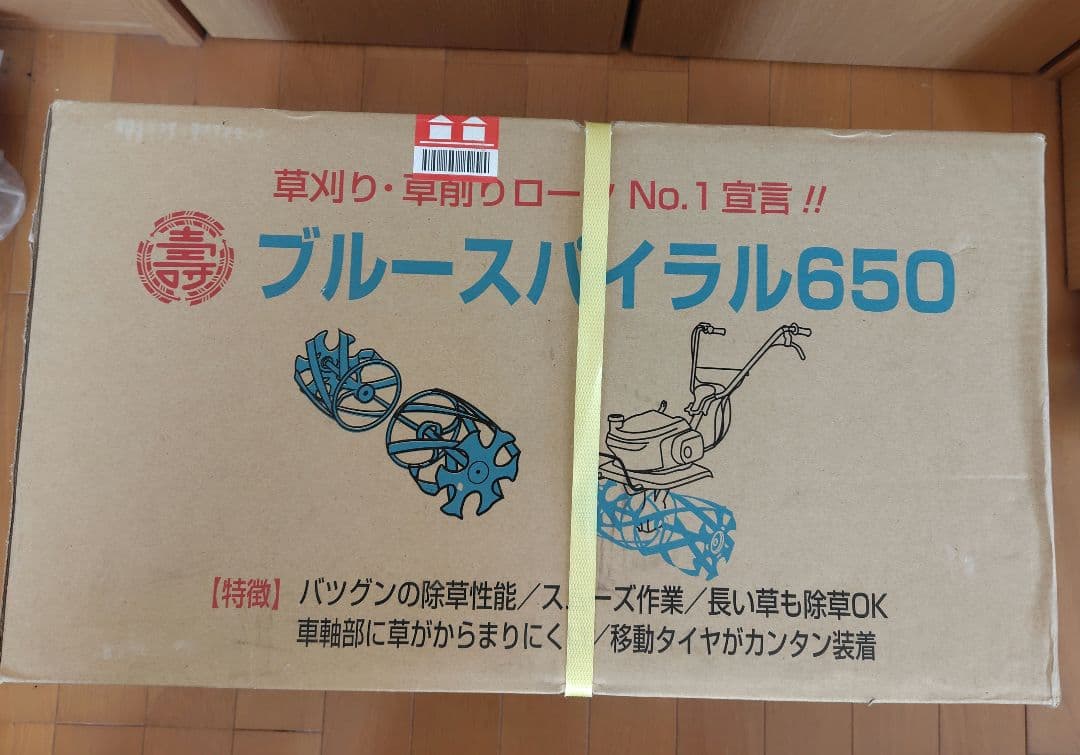 草刈り・草削りロー No.1宣言!!
壽
ブルースパイラル650
【特徴】 バツグンの除草性能/ス ーズ作業/長い草も除草OK
車軸部に草がからまりにく /移動タイヤがカンタン装着